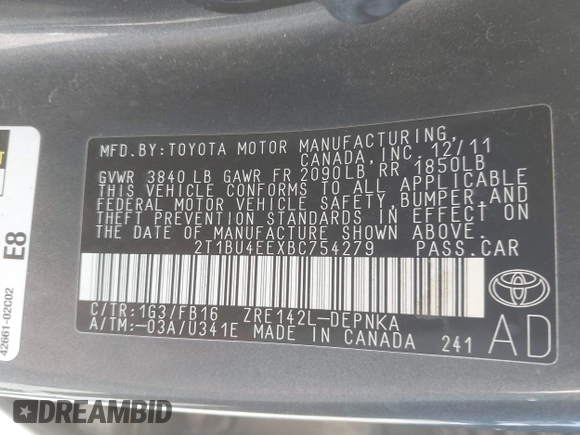 MFD.BY:TOYOTA MOTOR MANUFACTURING,
CANADA, INC. 12/11
GVWR 3840 LB GAWR FR 2090LB, RR 1850LB
THIS VEHICLE CONFORMS TO ALL APPLICABLE
FEDERAL MOTOR VEHICLE SAFETY, BUMPER, AND
THEFT PREVENTION STANDARDS IN EFFECT ON
THE DATE OF MANUFACTURE SHOWN ABOVE.
2T1BU4EEXBC754279 PASS.CAR
C/TR:1G3/FB16 ZRE142L-DEPNKA
A/TM:-03A/U341E MADE IN CANADA 241
AD
E8
42661-02C02
DREAMBID